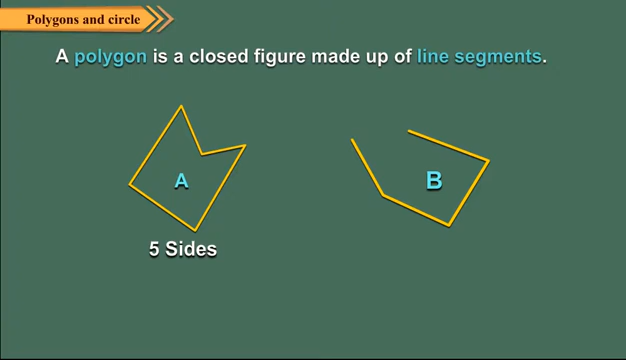 Polygons and circle
A polygon is a closed figure made up of line segments.
A
B
5 Sides